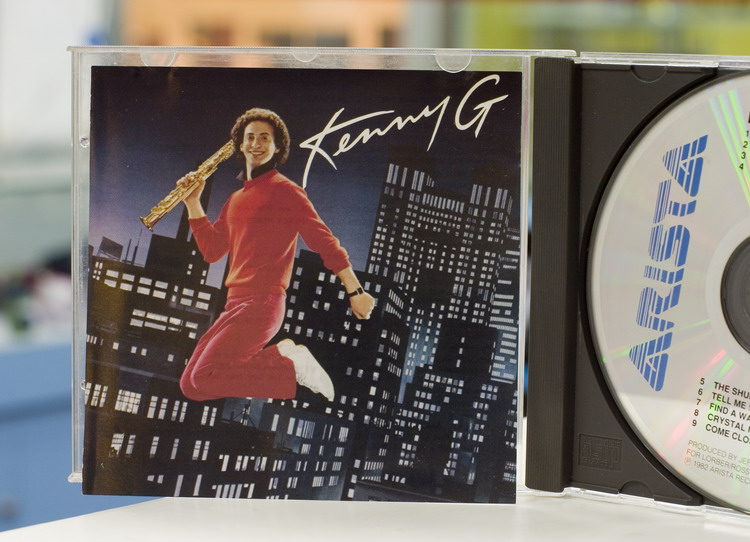 Kenny G
ARISTA
1
2
3
4
5 THE SHU
6 TELL ME
7 FIND A WA
8 CRYSTAL
9 COME CLO
PRODUCED BY JEF
FOR LORBER/ROSS
℗ 1982 ARISTA REC